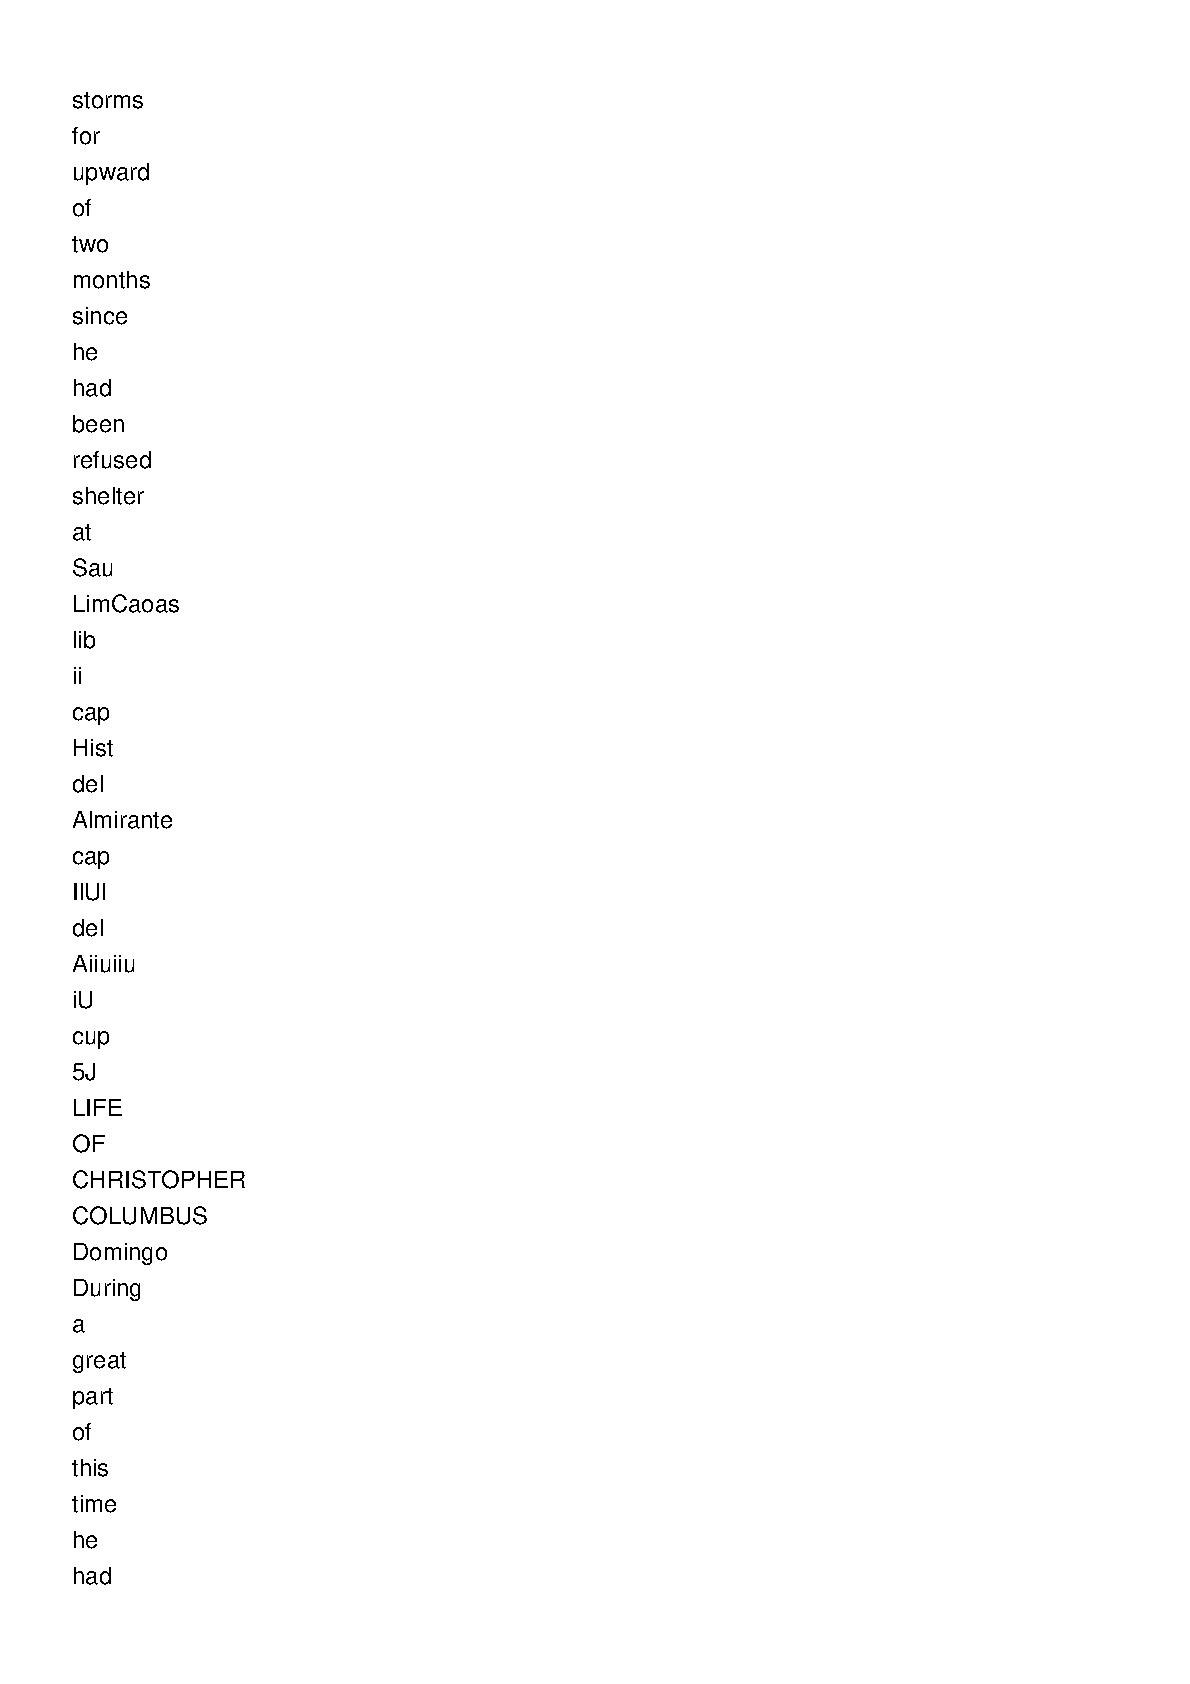 storms
for
upward
of
two
months
since
he
had
been
refused
shelter
at
Sau
LimCaoas
lib
ii
cap
Hist
del
Almirante
cap
IIUI
del
Aiiuiiu
iU
cup
5J
LIFE
OF
CHRISTOPHER
COLUMBUS
Domingo
During
a
great
part
of
this
time
he
had